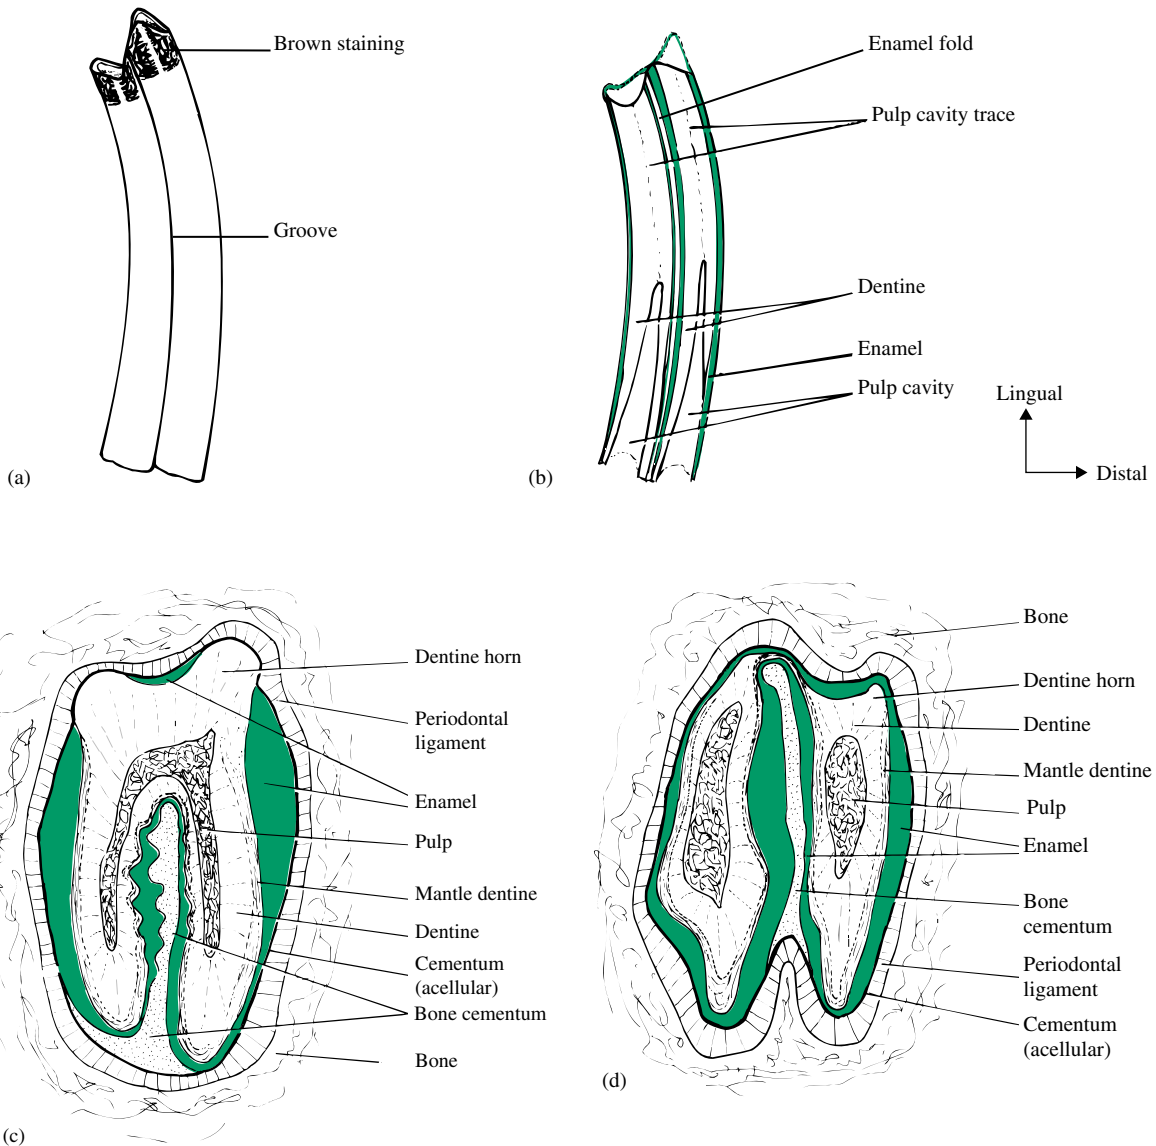 Brown staining
Groove
(a)
Enamel fold
Pulp cavity trace
Dentine
Enamel
Pulp cavity
(b)
Lingual
Distal
Dentine horn
Periodontal
ligament
Enamel
Pulp
Mantle dentine
Dentine
Cementum
(acellular)
Bone cementum
Bone
(c)
Bone
Dentine horn
Dentine
Mantle dentine
Pulp
Enamel
Bone
cementum
Periodontal
ligament
Cementum
(acellular)
(d)